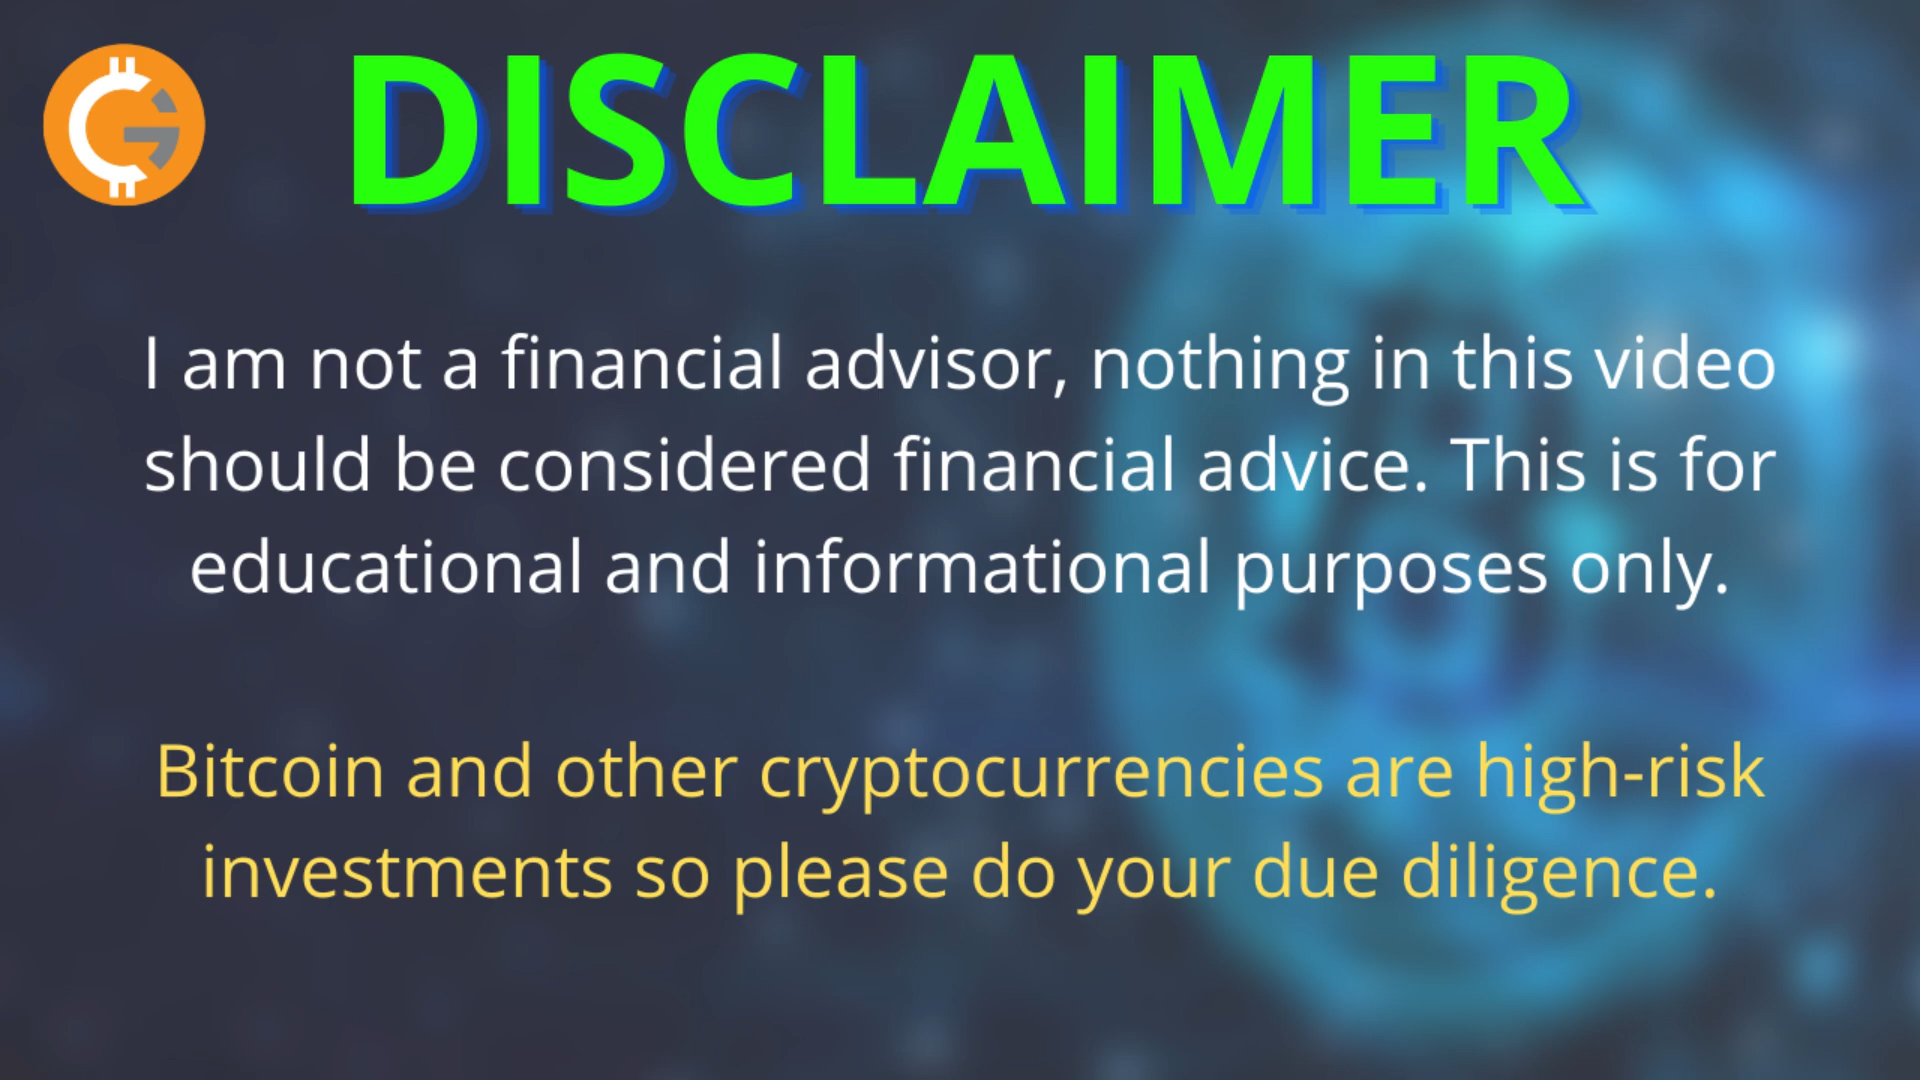 DISCLAIMER
I am not a financial advisor, nothing in this video
should be considered financial advice. This is for
educational and informational purposes only.
Bitcoin and other cryptocurrencies are high-risk
investments so please do your due diligence.